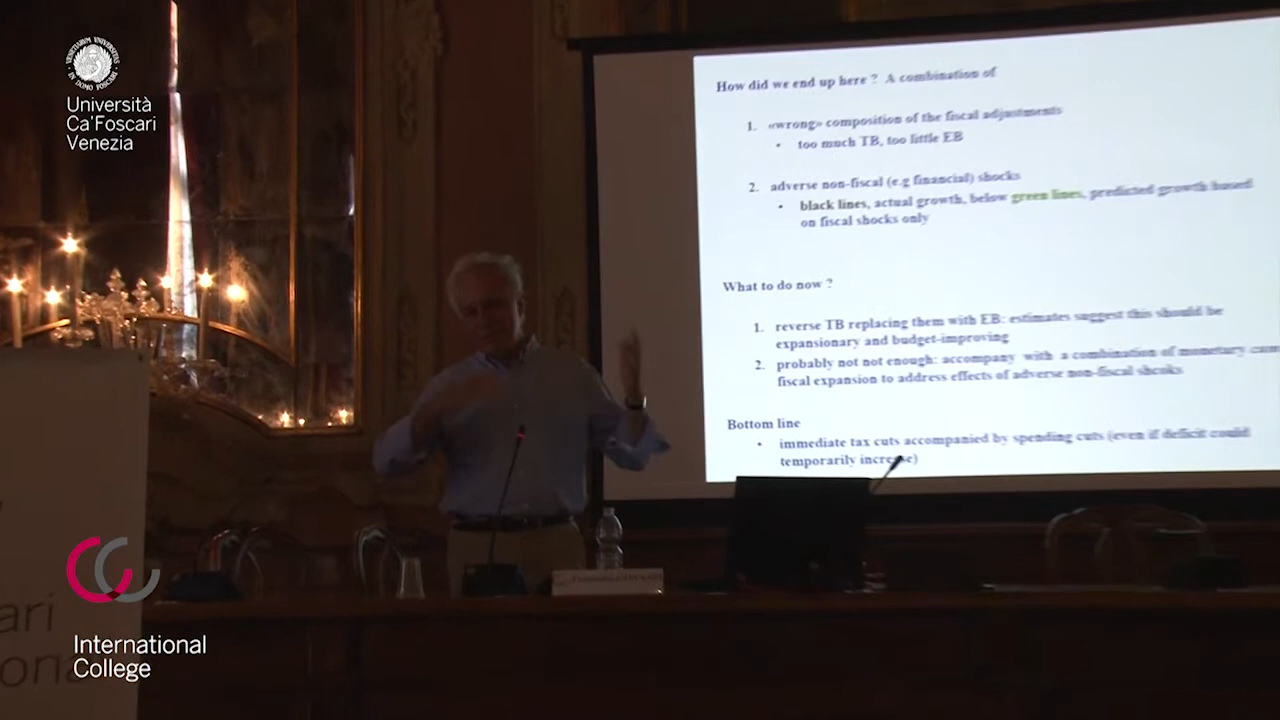 Università
Ca'Foscari
Venezia
How did we end up here ? A combination of
1. «wrong» composition of the fiscal adjustments
• too much TB, too little EB
2. adverse non-fiscal (e.g financial) shocks
• black lines, actual growth, below green lines, predicted growth based
on fiscal shocks only
What to do now ?
1. reverse TB replacing them with EB: estimates suggest this should be
expansionary and budget-improving
2. probably not not enough: accompany with a combination of monetary cum
fiscal expansion to address effects of adverse non-fiscal shcoks
Bottom line
• immediate tax cuts accompanied by spending cuts (even if deficit could
temporarily increase)
International
College